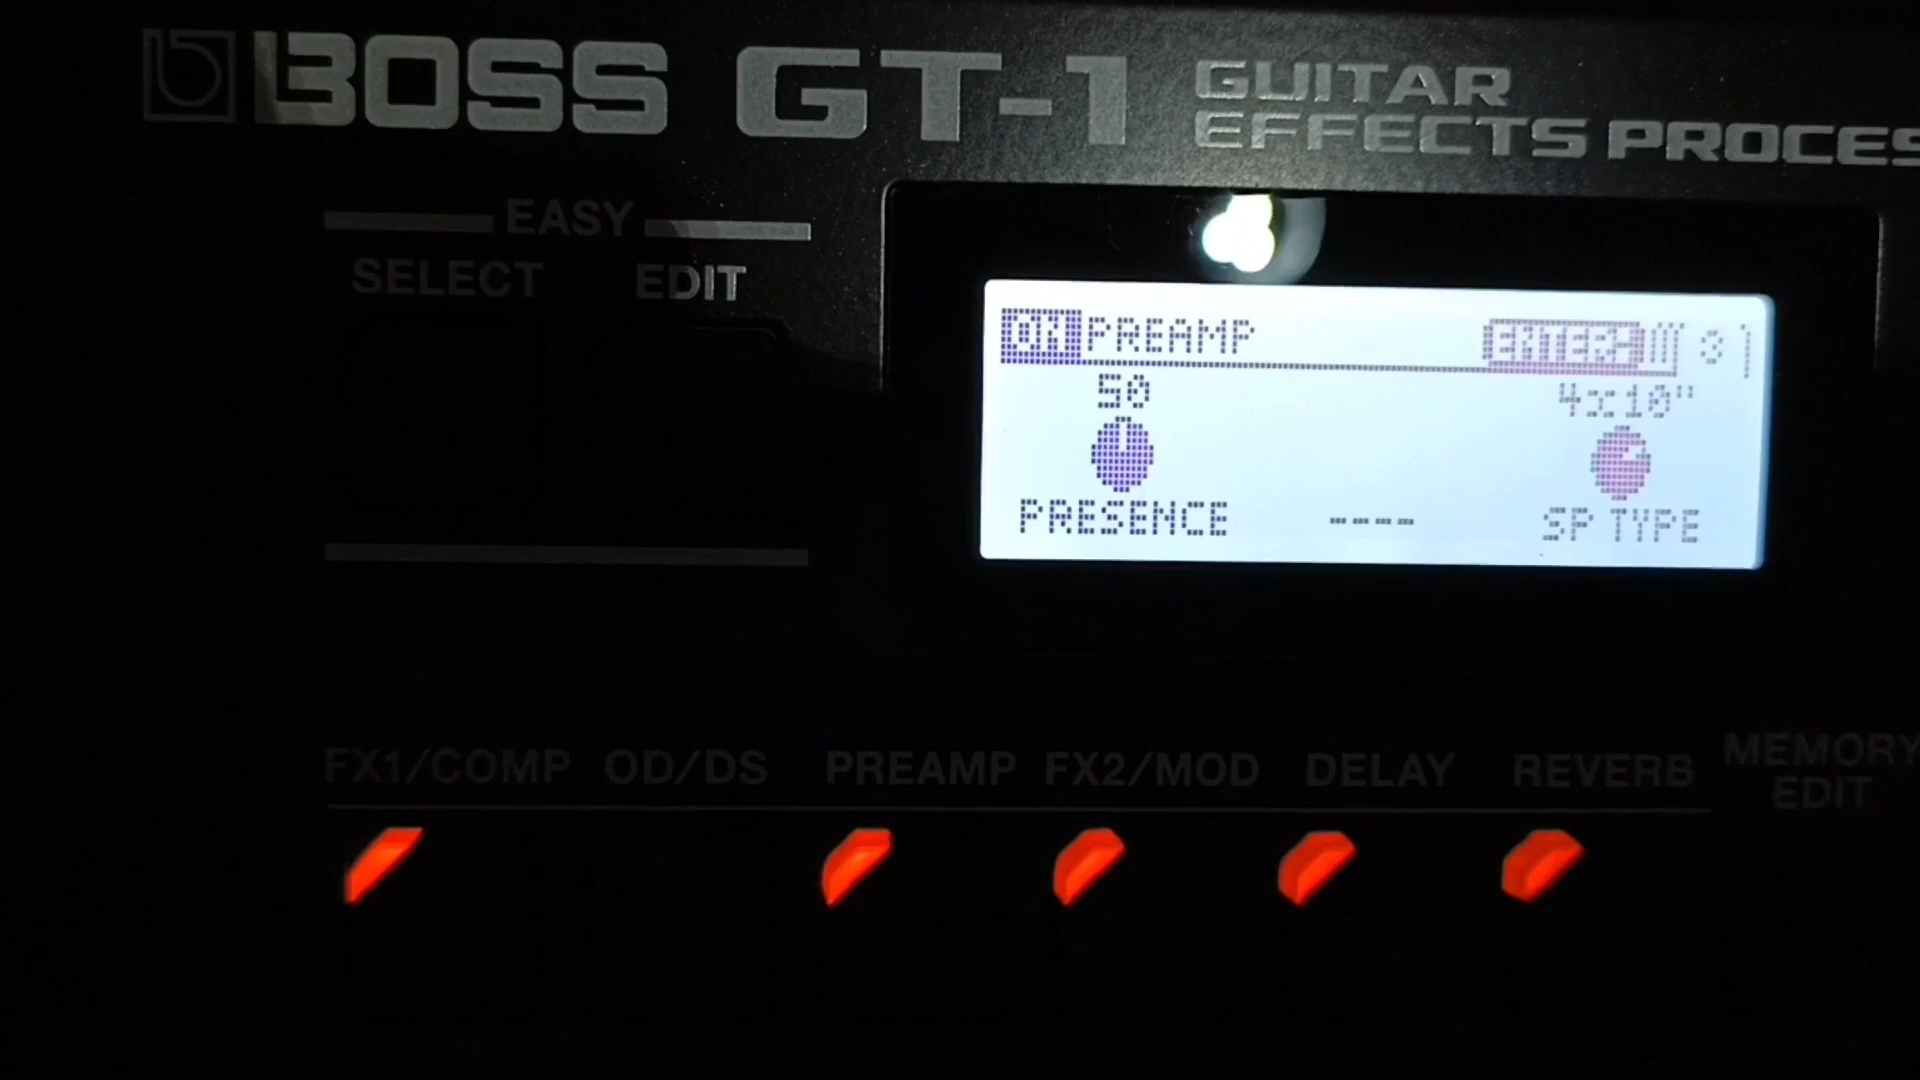 BOSS GT-1 GUITAR EFFECTS PROCES
EASY
SELECT EDIT
ON PREAMP ENTER
50 4x10"
PRESENCE ---- SP TYPE
FX1/COMP OD/DS PREAMP FX2/MOD DELAY REVERB MEMORY EDIT